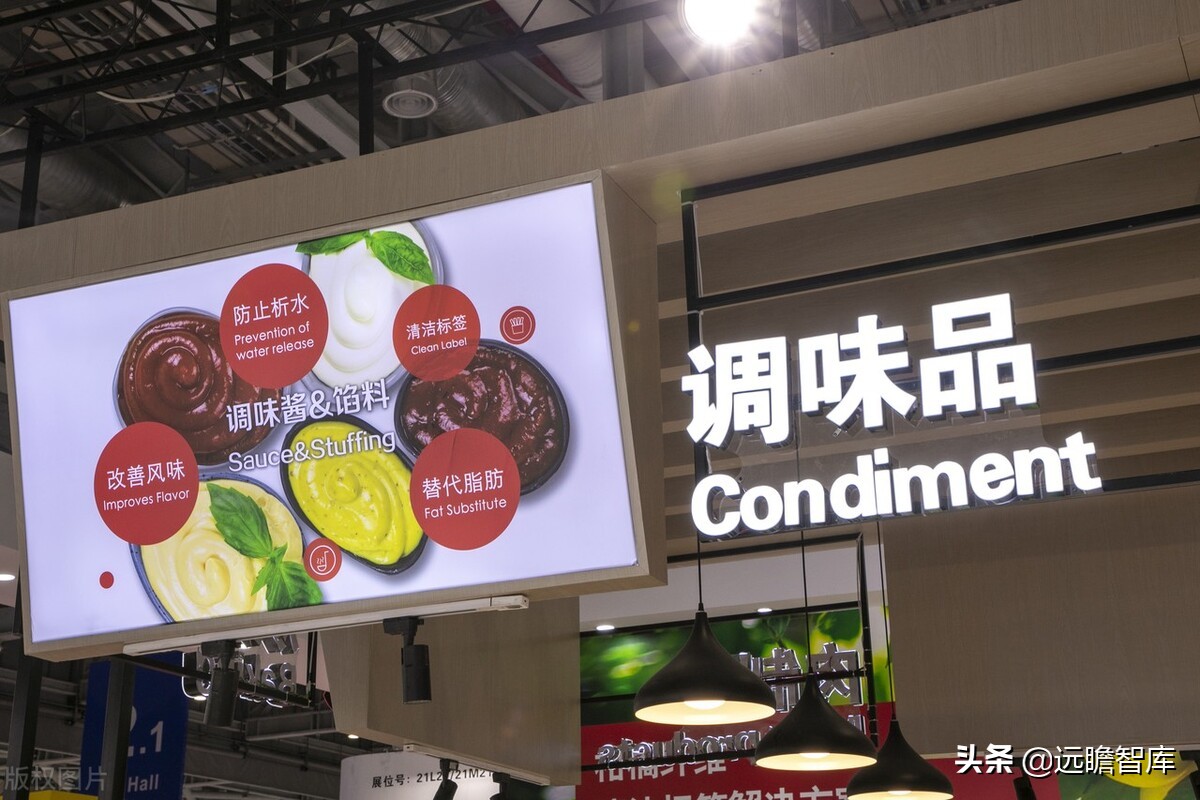 防止析水
Prevention of
water release
清洁标签
Clean Label
调味酱&馅料
Sauce&Stuffing
改善风味
Improves Flavor
替代脂肪
Fat Substitute
调味品
Condiment
2.1
Hall
展位号：21L21/21M21
版权图片
头条 @远瞻智库